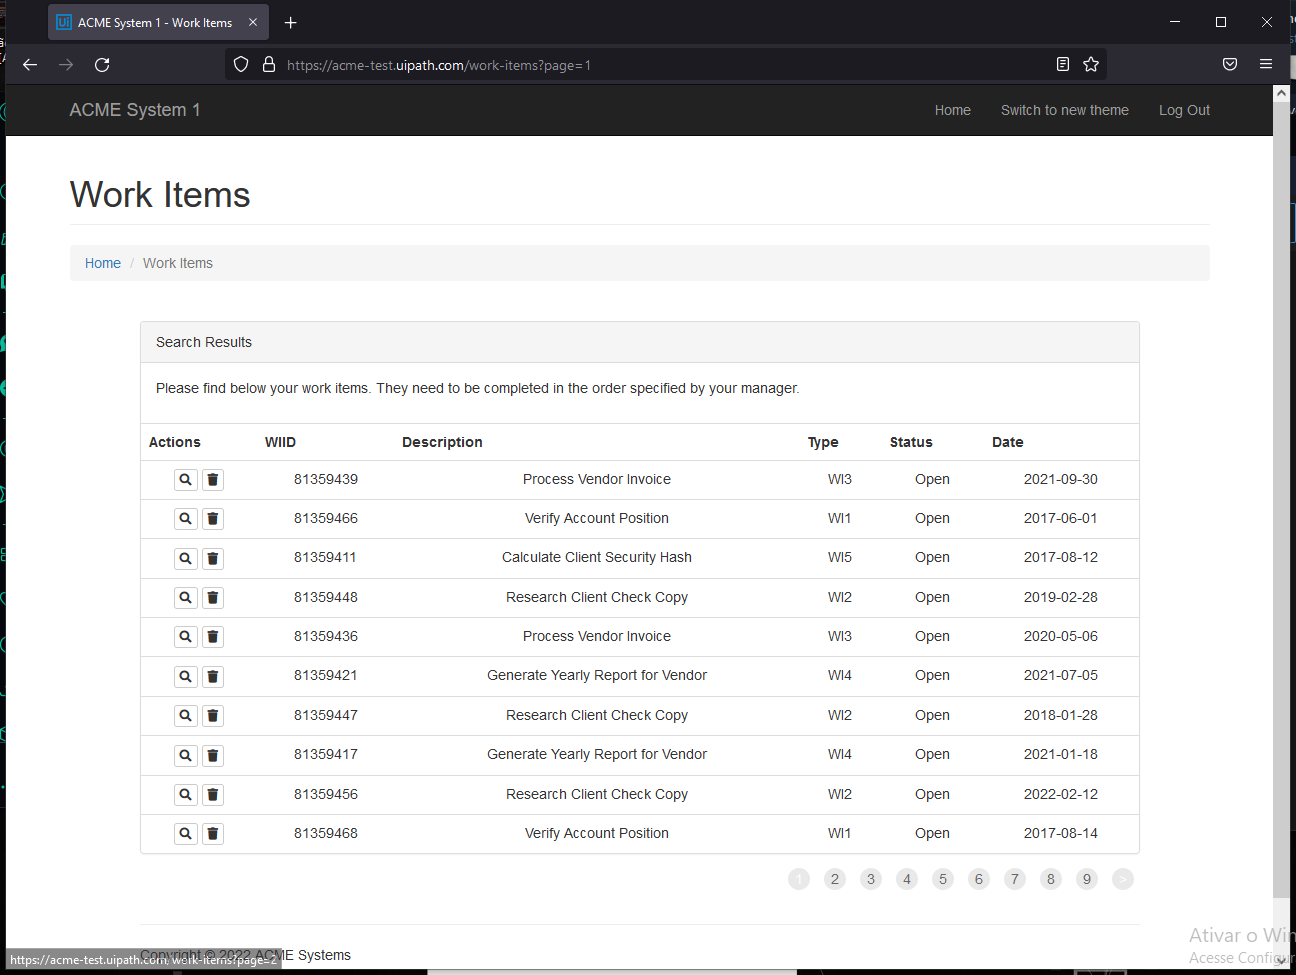 ACME System 1 - Work Items
https://acme-test.uipath.com/work-items?page=1
ACME System 1 Home Switch to new theme Log Out
Work Items
Home / Work Items
Search Results
Please find below your work items. They need to be completed in the order specified by your manager.
Actions WIID Description Type Status Date
81359439 Process Vendor Invoice WI3 Open 2021-09-30
81359466 Verify Account Position WI1 Open 2017-06-01
81359411 Calculate Client Security Hash WI5 Open 2017-08-12
81359448 Research Client Check Copy WI2 Open 2019-02-28
81359436 Process Vendor Invoice WI3 Open 2020-05-06
81359421 Generate Yearly Report for Vendor WI4 Open 2021-07-05
81359447 Research Client Check Copy WI2 Open 2018-01-28
81359417 Generate Yearly Report for Vendor WI4 Open 2021-01-18
81359456 Research Client Check Copy WI2 Open 2022-02-12
81359468 Verify Account Position WI1 Open 2017-08-14
1 2 3 4 5 6 7 8 9 >
Ativar o Win
Copyright © 2022 ACME Systems
Acesse Configur
https://acme-test.uipath.com/work-items?page=2